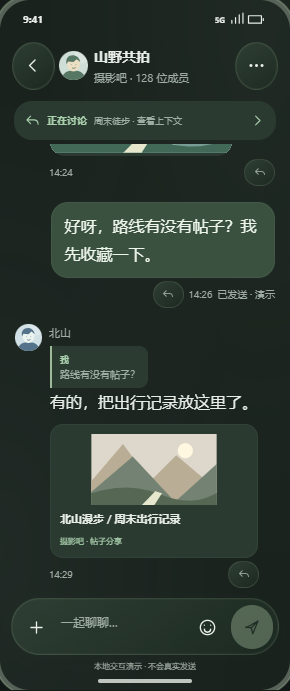 9:41
5G
山野共拍
摄影吧 · 128 位成员
正在讨论 周末徒步 · 查看上下文
14:24
好呀，路线有没有帖子？我
先收藏一下。
14:26 已发送 · 演示
北山
我
路线有没有帖子？
有的，把出行记录放这里了。
北山漫步 / 周末出行记录
摄影吧 · 帖子分享
14:29
一起聊聊...
本地交互演示 · 不会真实发送